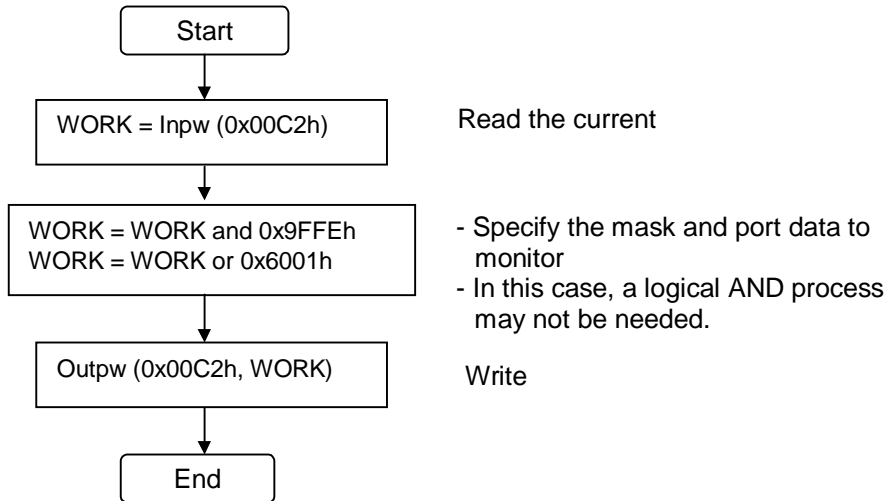 Start
WORK = Inpw (0x00C2h)
Read the current
WORK = WORK and 0x9FFEh
WORK = WORK or 0x6001h
- Specify the mask and port data to
monitor
- In this case, a logical AND process
may not be needed.
Outpw (0x00C2h, WORK)
Write
End